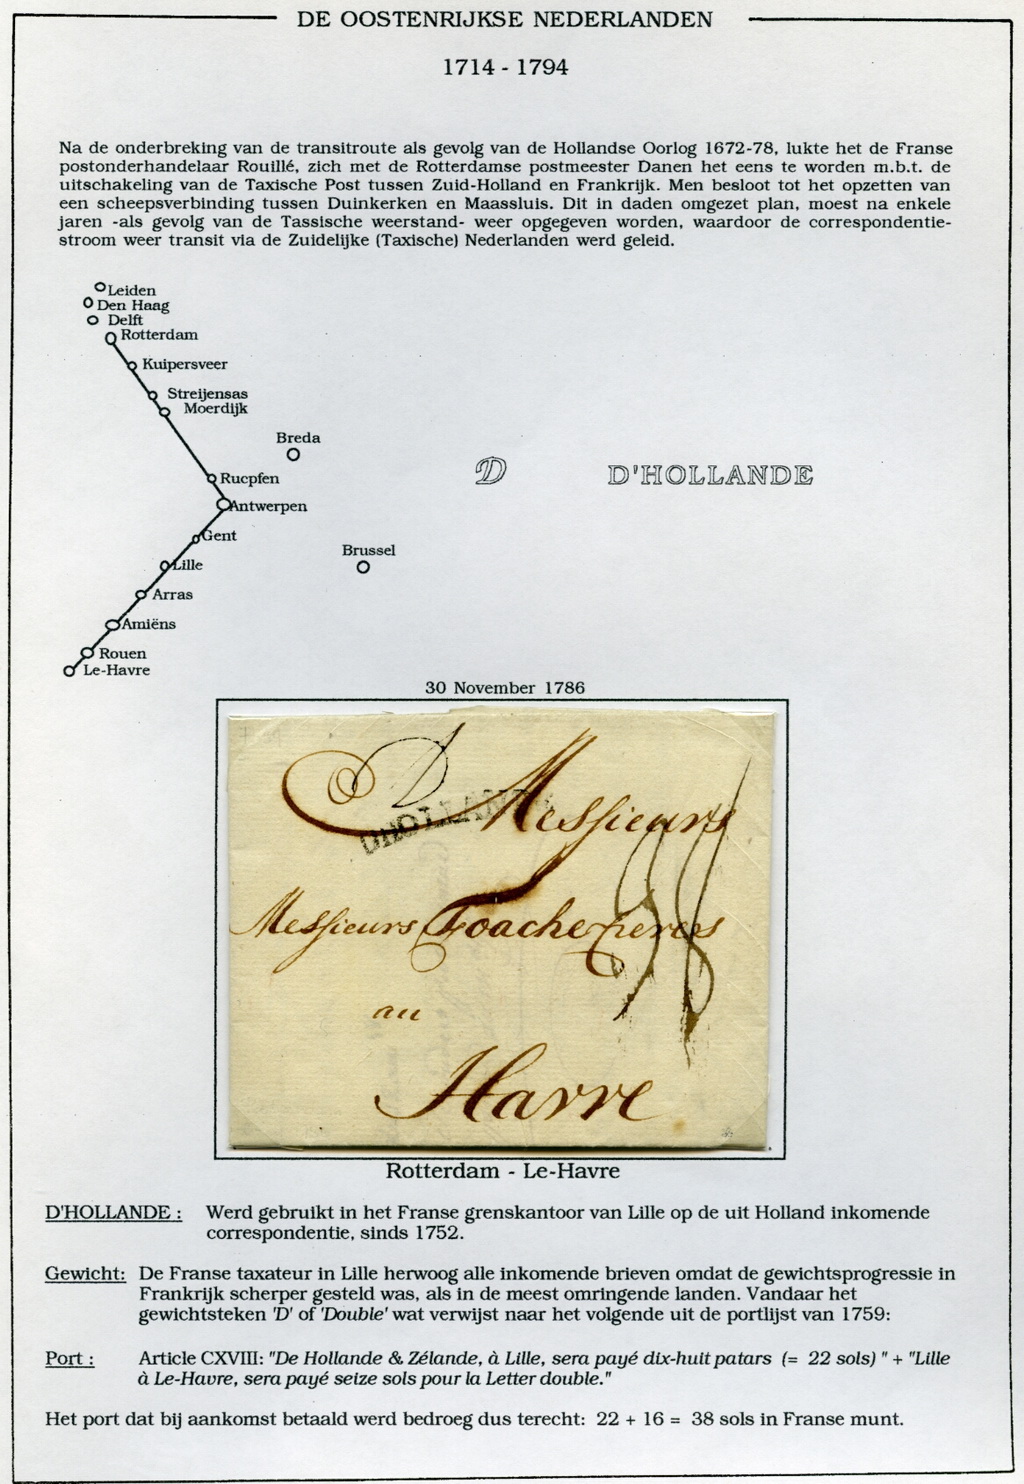 DE OOSTENRIJKSE NEDERLANDEN
1714 - 1794
Na de onderbreking van de transitroute als gevolg van de Hollandse Oorlog 1672-78, lukte het de Franse
postonderhandelaar Rouillé, zich met de Rotterdamse postmeester Danen het eens te worden m.b.t. de
uitschakeling van de Taxische Post tussen Zuid-Holland en Frankrijk. Men besloot tot het opzetten van
een scheepsverbinding tussen Duinkerken en Maassluis. Dit in daden omgezet plan, moest na enkele
jaren -als gevolg van de Tassische weerstand- weer opgegeven worden, waardoor de correspondentie-
stroom weer transit via de Zuidelijke (Taxische) Nederlanden werd geleid.
Leiden
Den Haag
Delft
Rotterdam
Kuipersveer
Streijensas
Moerdijk
Breda
Rucpfen
Antwerpen
Gent
Brussel
Lille
Arras
Amiëns
Rouen
Le-Havre
D D'HOLLANDE
30 November 1786
D
D'HOLLANDE
Messieurs
38
Messieurs Foache freres
au
Havre
Rotterdam - Le-Havre
D'HOLLANDE : Werd gebruikt in het Franse grenskantoor van Lille op de uit Holland inkomende
correspondentie, sinds 1752.
Gewicht: De Franse taxateur in Lille herwoog alle inkomende brieven omdat de gewichtsprogressie in
Frankrijk scherper gesteld was, als in de meest omringende landen. Vandaar het
gewichtsteken 'D' of 'Double' wat verwijst naar het volgende uit de portlijst van 1759:
Port : Article CXVIII: "De Hollande & Zélande, à Lille, sera payé dix-huit patars (= 22 sols) " + "Lille
à Le-Havre, sera payé seize sols pour la Letter double."
Het port dat bij aankomst betaald werd bedroeg dus terecht: 22 + 16 = 38 sols in Franse munt.